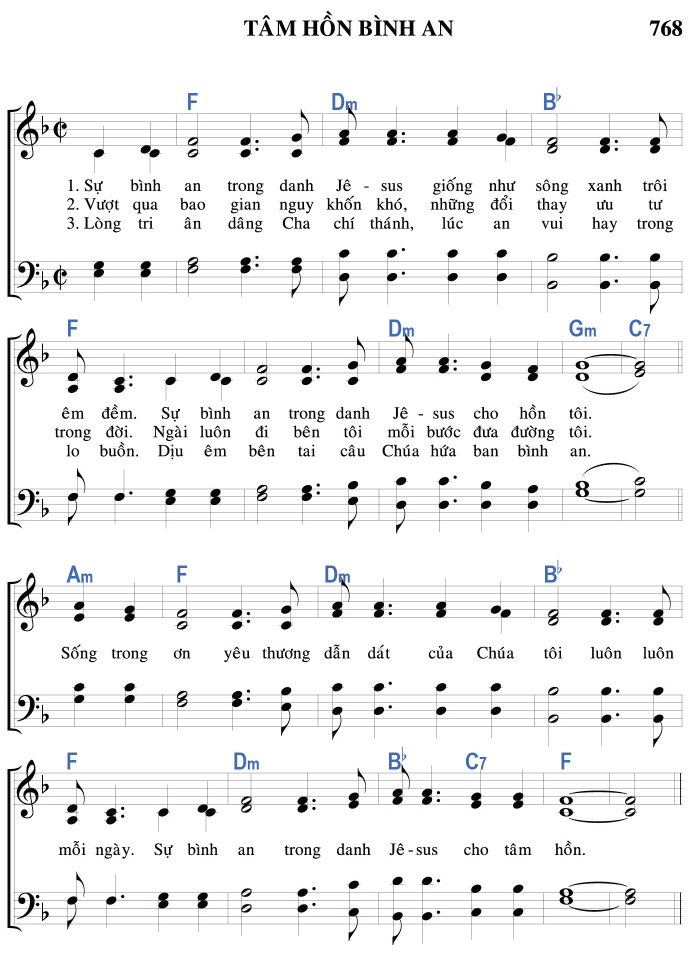 TÂM HỒN BÌNH AN 768
F Dm B♭
1. Sự bình an trong danh Jê - sus giống như sông xanh trôi
2. Vượt qua bao gian nguy khốn khó, những đổi thay ưu tư
3. Lòng tri ân dâng Cha chí thánh, lúc an vui hay trong
F Dm Gm C7
êm đềm. Sự bình an trong danh Jê - sus cho hồn tôi.
trong đời. Ngài luôn đi bên tôi mỗi bước đưa đường tôi.
lo buồn. Dịu êm bên tai câu Chúa hứa ban bình an.
Am F Dm B♭
Sống trong ơn yêu thương dẫn dát của Chúa tôi luôn luôn
F Dm B♭ C7 F
mỗi ngày. Sự bình an trong danh Jê - sus cho tâm hồn.